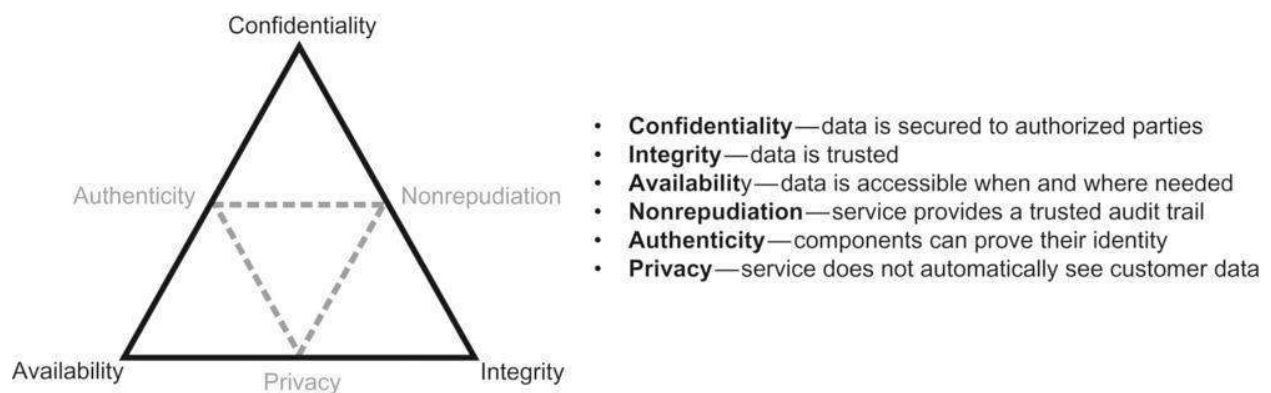 Confidentiality
Authenticity
Nonrepudiation
Availability
Privacy
Integrity
• Confidentiality—data is secured to authorized parties
• Integrity—data is trusted
• Availability—data is accessible when and where needed
• Nonrepudiation—service provides a trusted audit trail
• Authenticity—components can prove their identity
• Privacy—service does not automatically see customer data